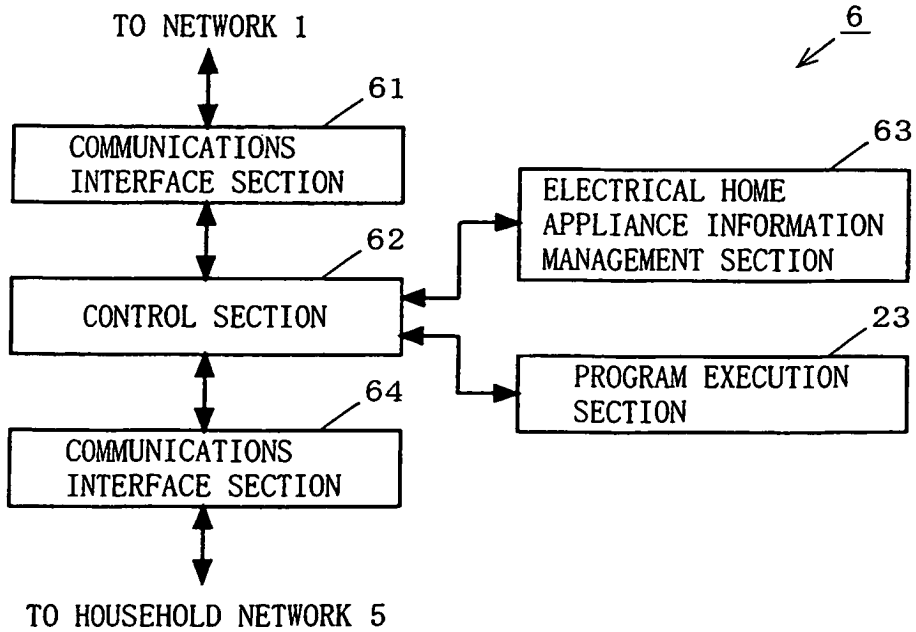 TO NETWORK 1
6
61
COMMUNICATIONS
INTERFACE SECTION
63
ELECTRICAL HOME
APPLIANCE INFORMATION
MANAGEMENT SECTION
62
CONTROL SECTION
23
PROGRAM EXECUTION
SECTION
64
COMMUNICATIONS
INTERFACE SECTION
TO HOUSEHOLD NETWORK 5